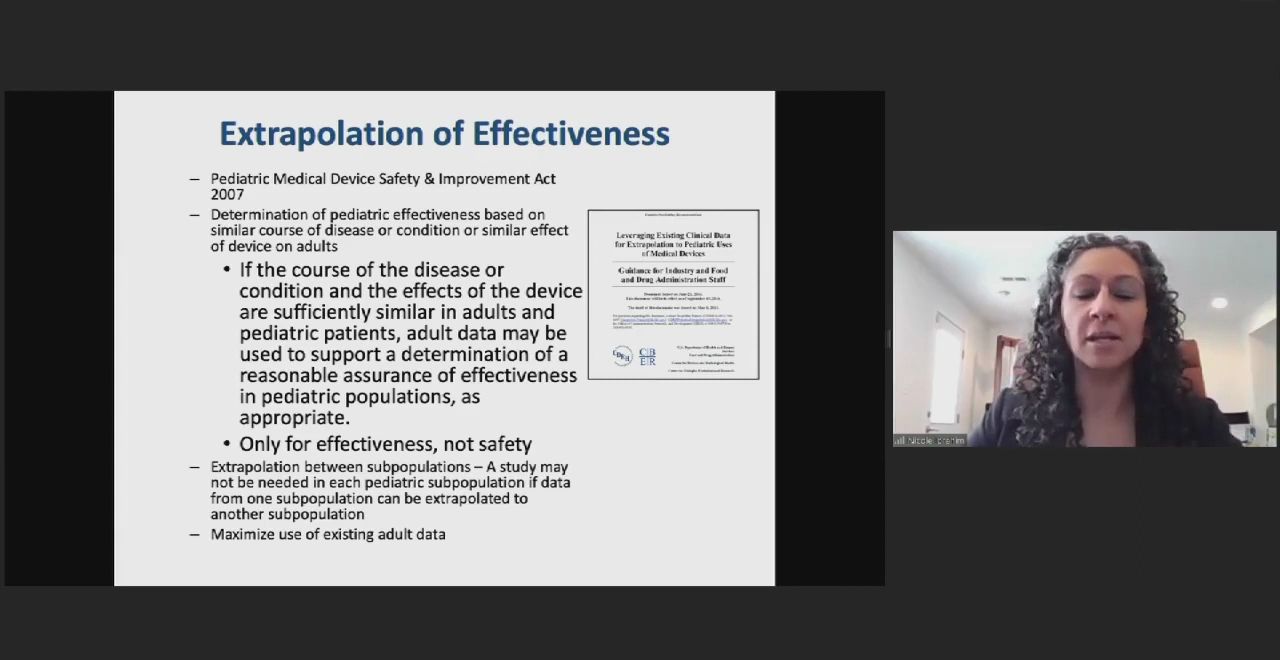 Extrapolation of Effectiveness
– Pediatric Medical Device Safety & Improvement Act
2007
– Determination of pediatric effectiveness based on
similar course of disease or condition or similar effect
of device on adults
• If the course of the disease or
condition and the effects of the device
are sufficiently similar in adults and
pediatric patients, adult data may be
used to support a determination of a
reasonable assurance of effectiveness
in pediatric populations, as
appropriate.
• Only for effectiveness, not safety
– Extrapolation between subpopulations – A study may
not be needed in each pediatric subpopulation if data
from one subpopulation can be extrapolated to
another subpopulation
– Maximize use of existing adult data
Leveraging Existing Clinical Data
for Extrapolation to Pediatric Uses
of Medical Devices
Guidance for Industry and Food
and Drug Administration Staff
CDRH
CBER
Nicole Ibrahim